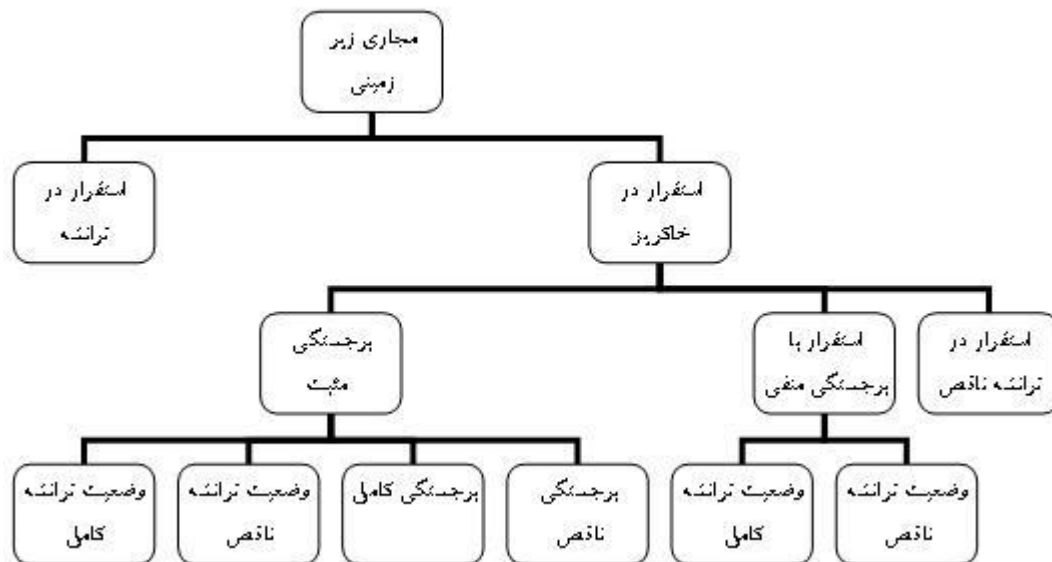 مجاری زیر
زمینی
استقرار در
خاکریز
استقرار در
ترانشه
استقرار در
ترانشه ناقص
استقرار با
برجستگی منفی
برجستگی
مثبت
وضعیت ترانشه
ناقص
وضعیت ترانشه
کامل
برجستگی
ناقص
برجستگی کامل
وضعیت ترانشه
ناقص
وضعیت ترانشه
کامل